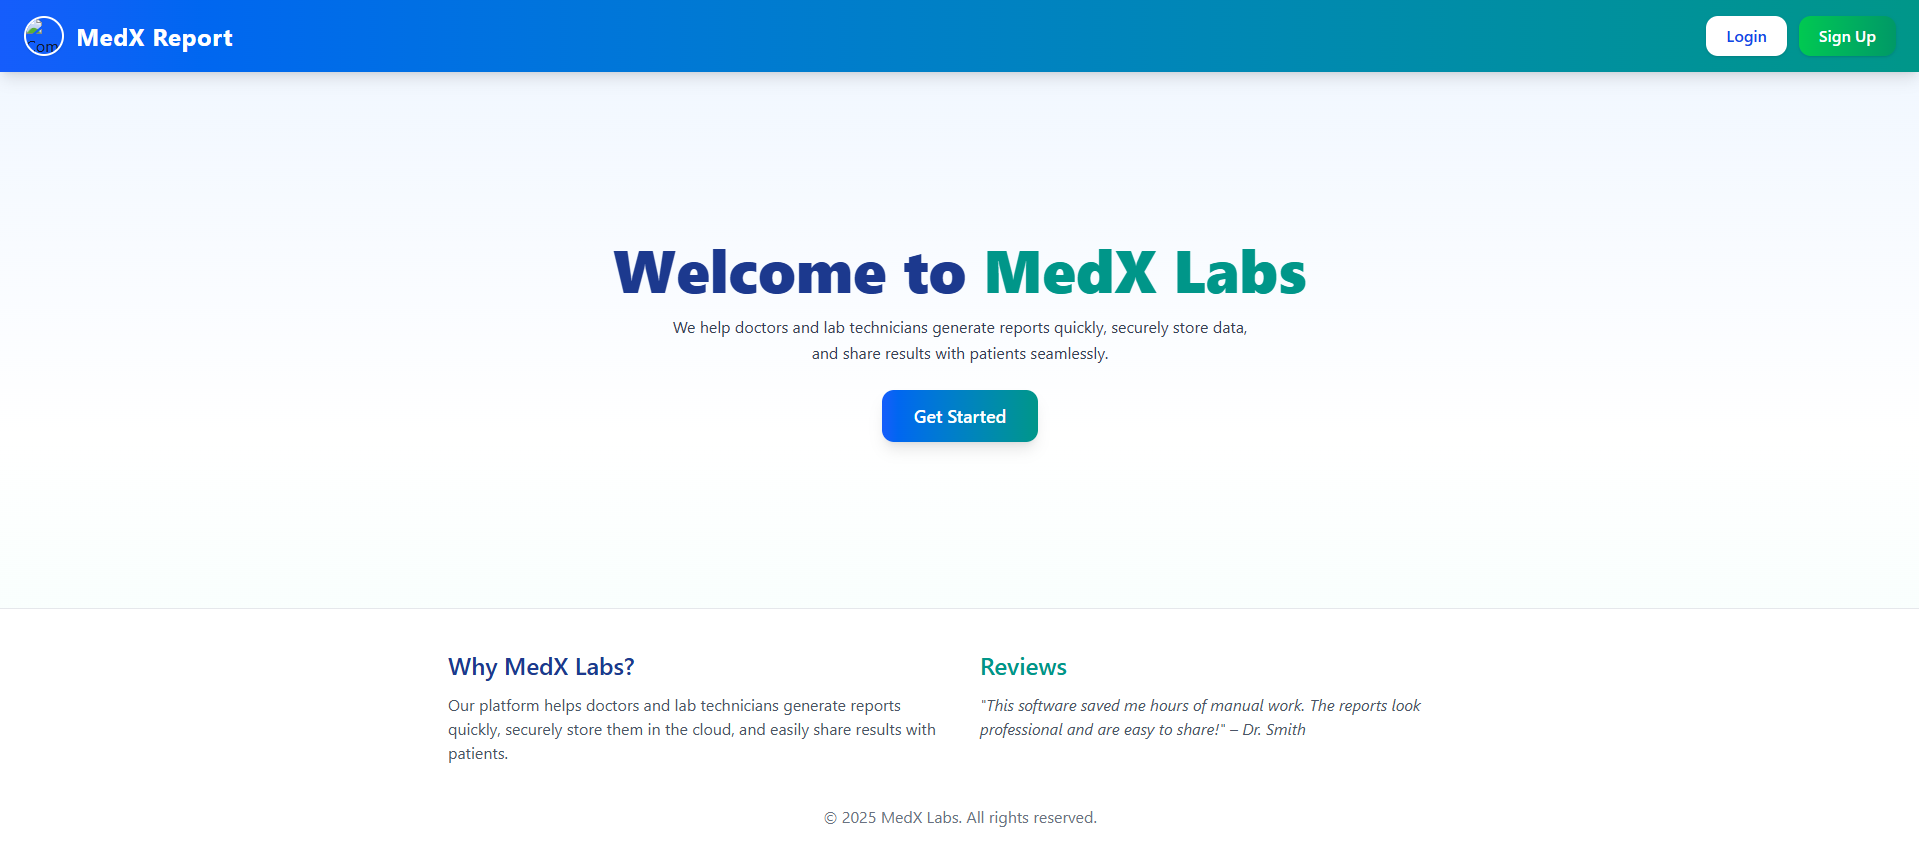 MedX Report
Login
Sign Up
Welcome to MedX Labs
We help doctors and lab technicians generate reports quickly, securely store data,
and share results with patients seamlessly.
Get Started
Why MedX Labs?
Our platform helps doctors and lab technicians generate reports
quickly, securely store them in the cloud, and easily share results with
patients.
Reviews
"This software saved me hours of manual work. The reports look
professional and are easy to share!" – Dr. Smith
© 2025 MedX Labs. All rights reserved.